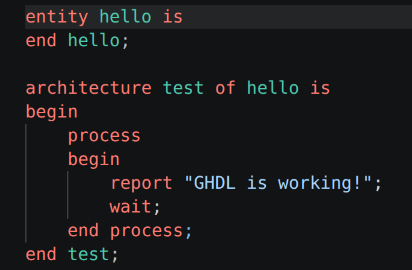 entity hello is
end hello;

architecture test of hello is
begin
    process
    begin
        report "GHDL is working!";
        wait;
    end process;
end test;